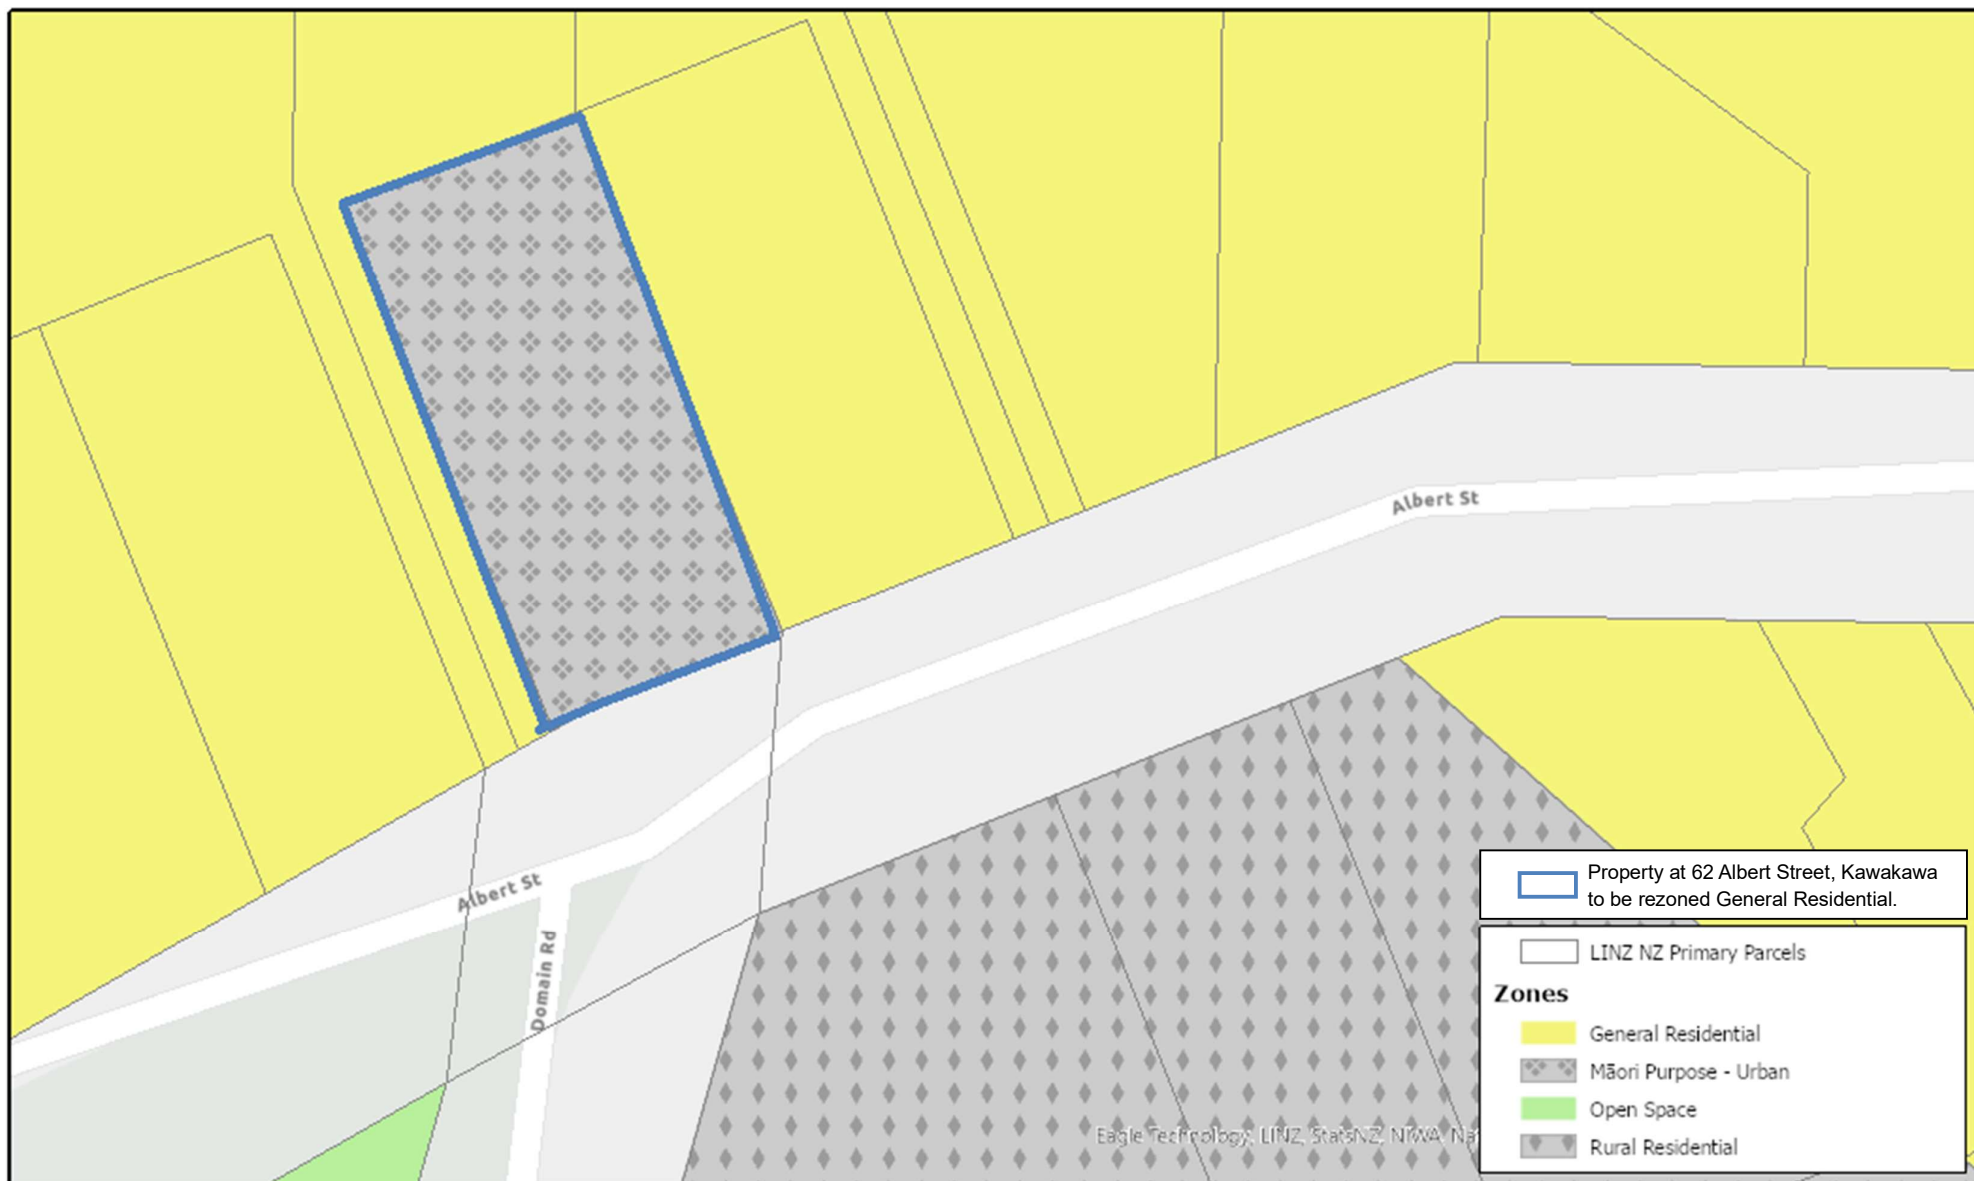 Albert St
Albert St
Domain Rd
Property at 62 Albert Street, Kawakawa
to be rezoned General Residential.
LINZ NZ Primary Parcels
Zones
General Residential
Māori Purpose - Urban
Open Space
Rural Residential
Eagle Technology, LINZ, StatsNZ, NIWA, Na